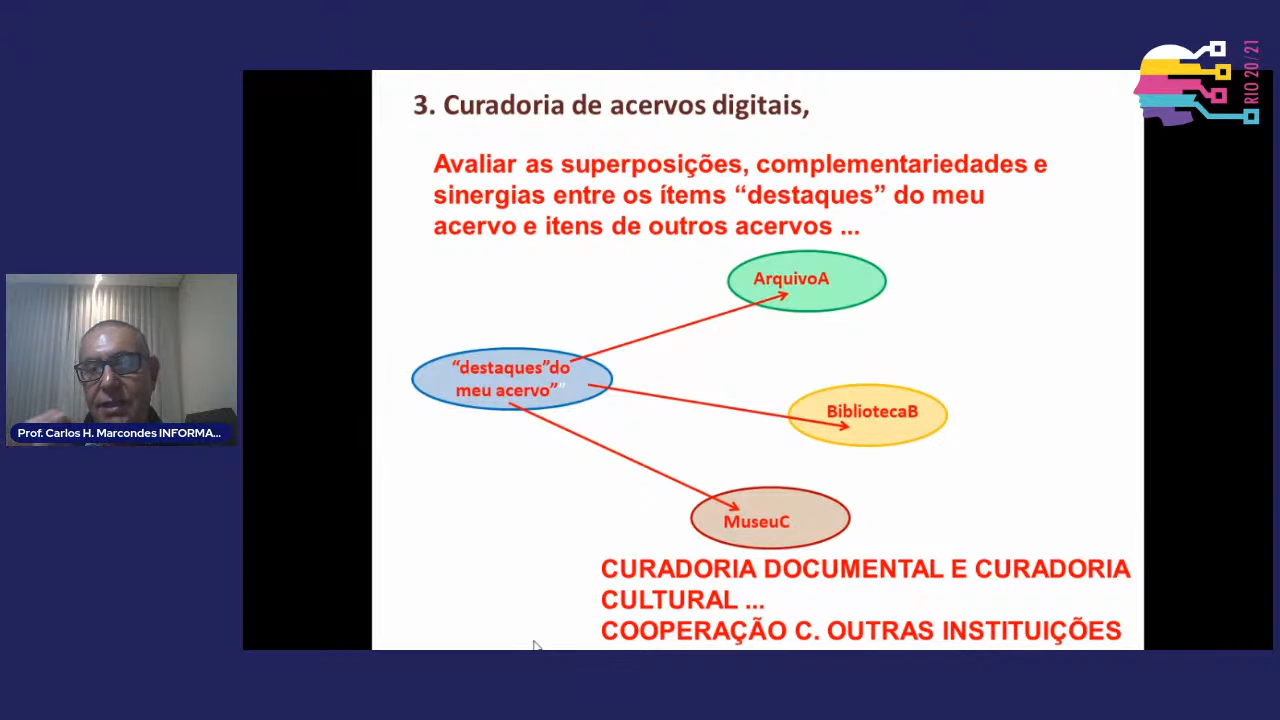 RIO 20/21
3. Curadoria de acervos digitais,
Avaliar as superposições, complementariedades e
sinergias entre os ítems “destaques” do meu
acervo e itens de outros acervos ...
ArquivoA
“destaques”do
meu acervo””
BibliotecaB
MuseuC
CURADORIA DOCUMENTAL E CURADORIA
CULTURAL ...
COOPERAÇÃO C. OUTRAS INSTITUIÇÕES
Prof. Carlos H. Marcondes INFORMA...